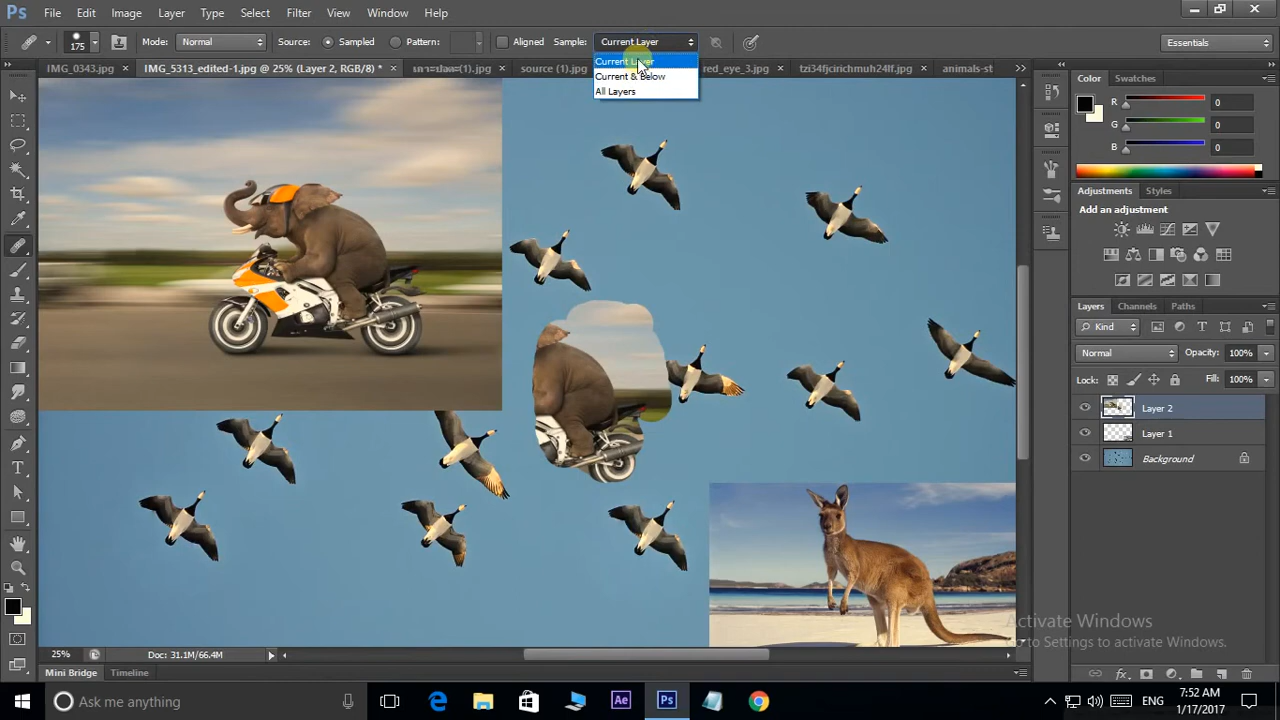 Ps File Edit Image Layer Type Select Filter View Window Help
175 Mode: Normal Source: Sampled Pattern: Aligned Sample: Current Layer Essentials
Current Layer
Current & Below
All Layers
IMG_0343.jpg × IMG_5313_edited-1.jpg @ 25% (Layer 2, RGB/8) * × (1).jpg × source (1).jpg red_eye_3.jpg × tzi34fjcirichmuh24lf.jpg × animals-st »
Color Swatches
R 0
G 0
B 0
Adjustments Styles
Add an adjustment
Layers Channels Paths
Kind
Normal Opacity: 100%
Lock: Fill: 100%
Layer 2
Layer 1
Background
Activate Windows
Go to Settings to activate Windows.
25% Doc: 31.1M/66.4M
Mini Bridge Timeline
Ask me anything
Ae Ps
ENG 7:52 AM
1/17/2017